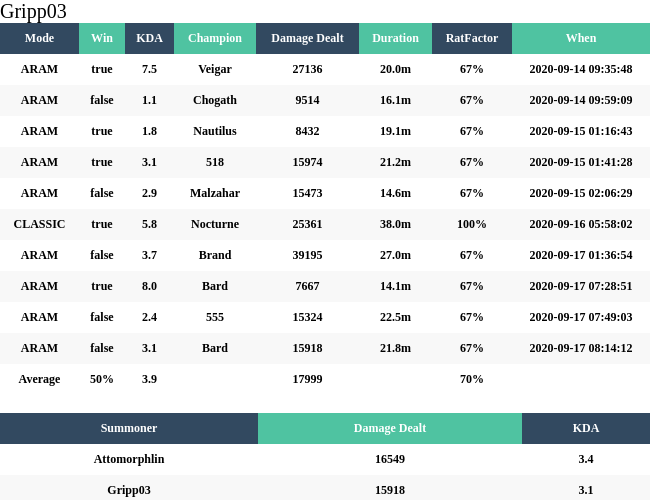 Gripp03
Mode Win KDA Champion Damage Dealt Duration RatFactor When
ARAM true 7.5 Veigar 27136 20.0m 67% 2020-09-14 09:35:48
ARAM false 1.1 Chogath 9514 16.1m 67% 2020-09-14 09:59:09
ARAM true 1.8 Nautilus 8432 19.1m 67% 2020-09-15 01:16:43
ARAM true 3.1 518 15974 21.2m 67% 2020-09-15 01:41:28
ARAM false 2.9 Malzahar 15473 14.6m 67% 2020-09-15 02:06:29
CLASSIC true 5.8 Nocturne 25361 38.0m 100% 2020-09-16 05:58:02
ARAM false 3.7 Brand 39195 27.0m 67% 2020-09-17 01:36:54
ARAM true 8.0 Bard 7667 14.1m 67% 2020-09-17 07:28:51
ARAM false 2.4 555 15324 22.5m 67% 2020-09-17 07:49:03
ARAM false 3.1 Bard 15918 21.8m 67% 2020-09-17 08:14:12
Average 50% 3.9 17999 70%
Summoner Damage Dealt KDA
Attomorphlin 16549 3.4
Gripp03 15918 3.1